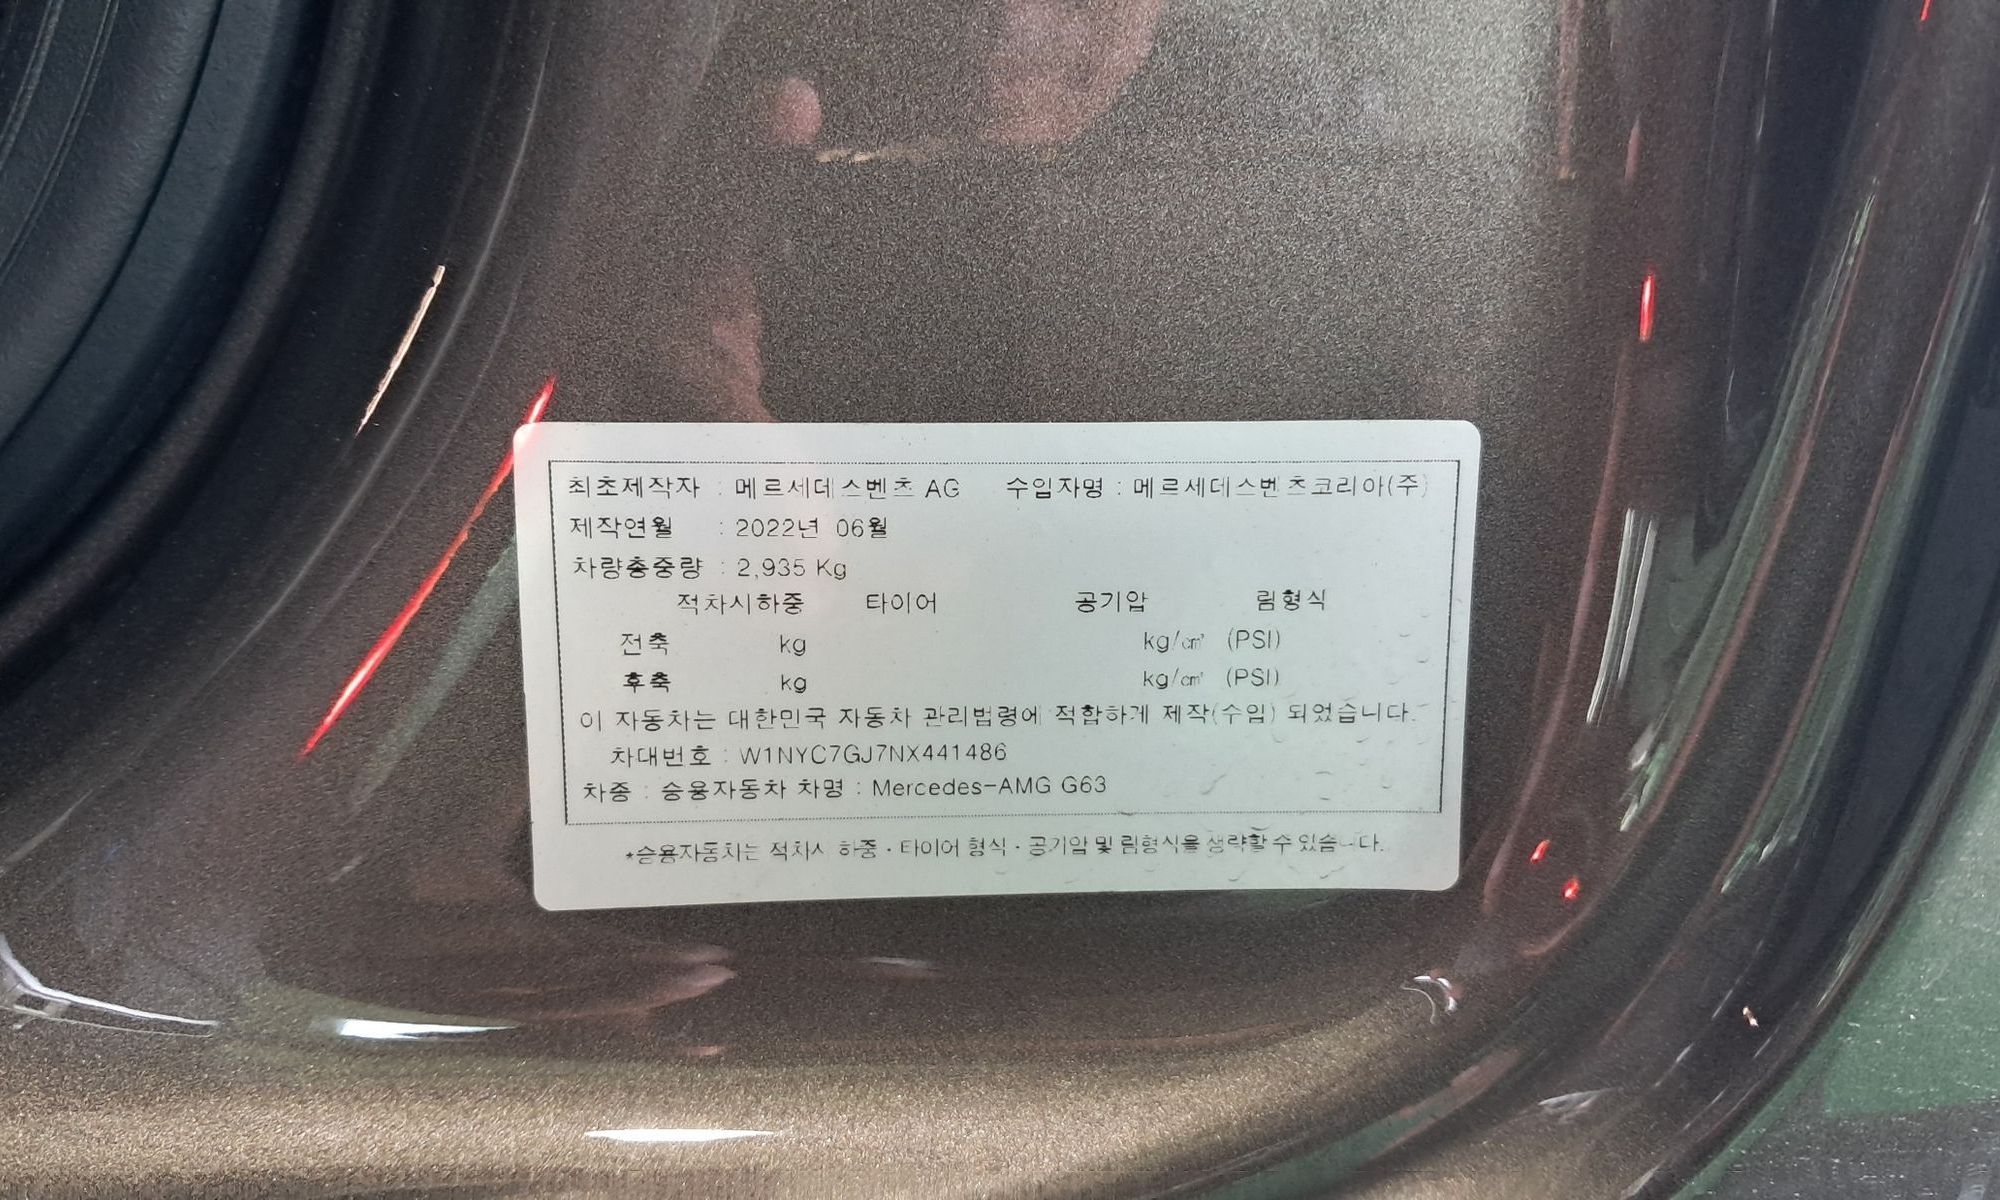 최초제작자 : 메르세데스벤츠 AG 수입자명 : 메르세데스벤츠코리아(주)
제작연월 : 2022년 06월
차량총중량 : 2,935 Kg
적차시하중 타이어 공기압 림형식
전축 kg kg/㎠ (PSI)
후축 kg kg/㎠ (PSI)
이 자동차는 대한민국 자동차 관리법령에 적합하게 제작(수입) 되었습니다.
차대번호 : W1NYC7GJ7NX441486
차종 : 승용자동차 차명 : Mercedes-AMG G63
*승용자동차는 적차시 하중 · 타이어 형식 · 공기압 및 림형식을 생략할 수 있습니다.